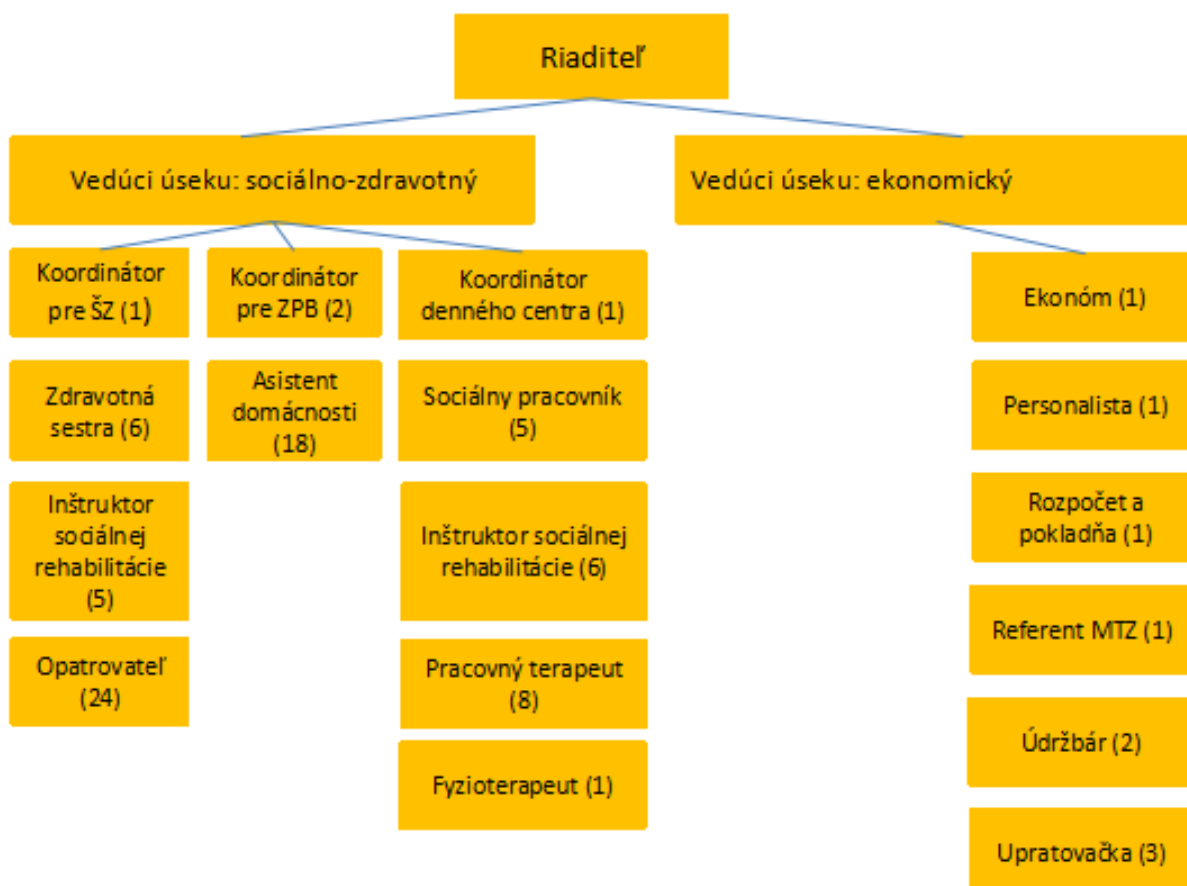 Riaditeľ
Vedúci úseku: sociálno-zdravotný
Vedúci úseku: ekonomický
Koordinátor
pre ŠZ (1)
Koordinátor
pre ZPB (2)
Koordinátor
denného centra (1)
Ekonóm (1)
Zdravotná
sestra (6)
Asistent
domácnosti
(18)
Sociálny pracovník
(5)
Personalista (1)
Inštruktor
sociálnej
rehabilitácie
(5)
Inštruktor sociálnej
rehabilitácie (6)
Rozpočet a
pokladňa (1)
Opatrovateľ
(24)
Pracovný terapeut
(8)
Referent MTZ (1)
Fyzioterapeut (1)
Údržbár (2)
Upratovačka (3)